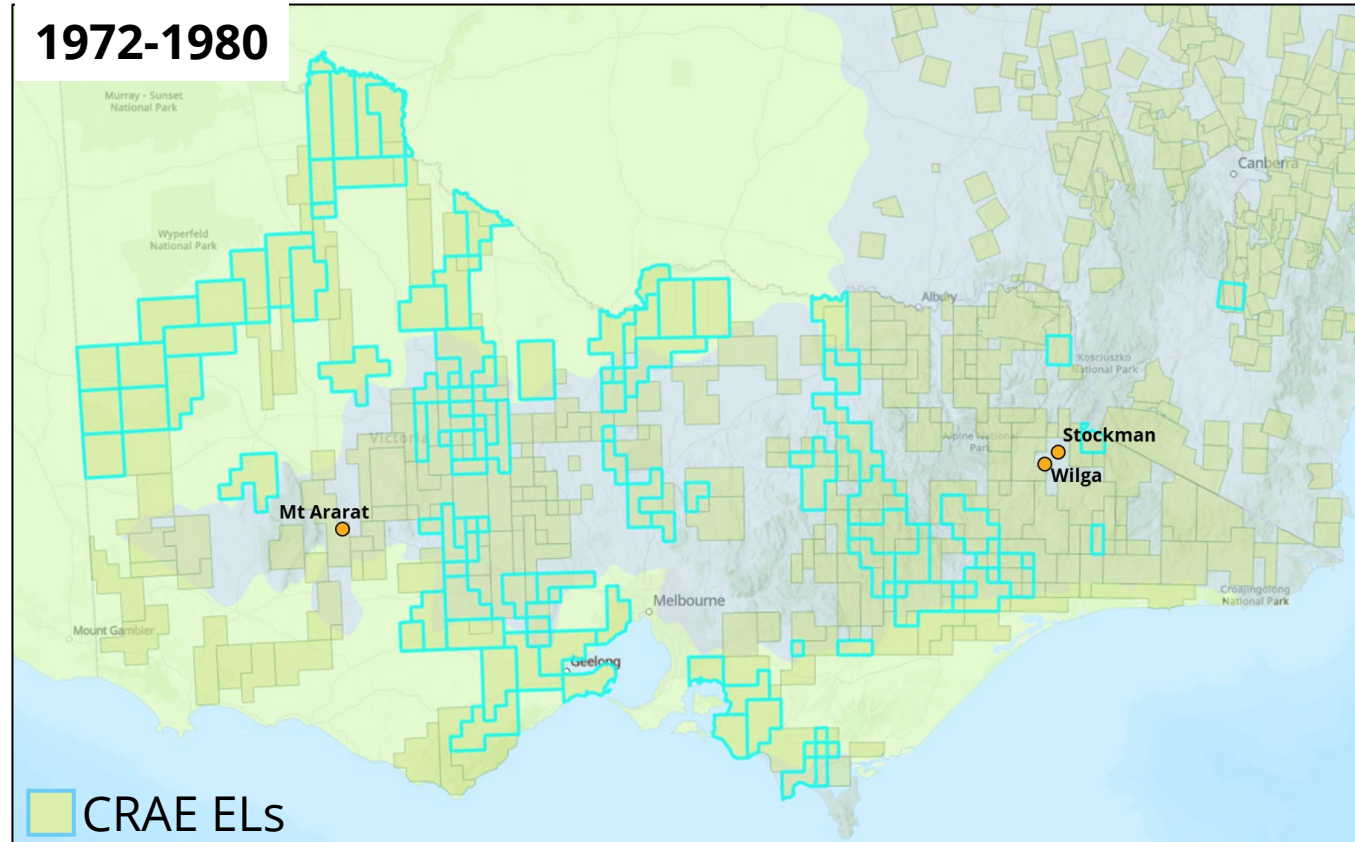 1972-1980
Murray - Sunset
National Park
Canberra
Wyperfeld
National Park
Albury
Kosciuszko
National Park
Victoria
Alpine National
Park
Stockman
Wilga
Mt Ararat
Melbourne
Croajingolong
National Park
Mount Gambier
Geelong
CRAE ELs